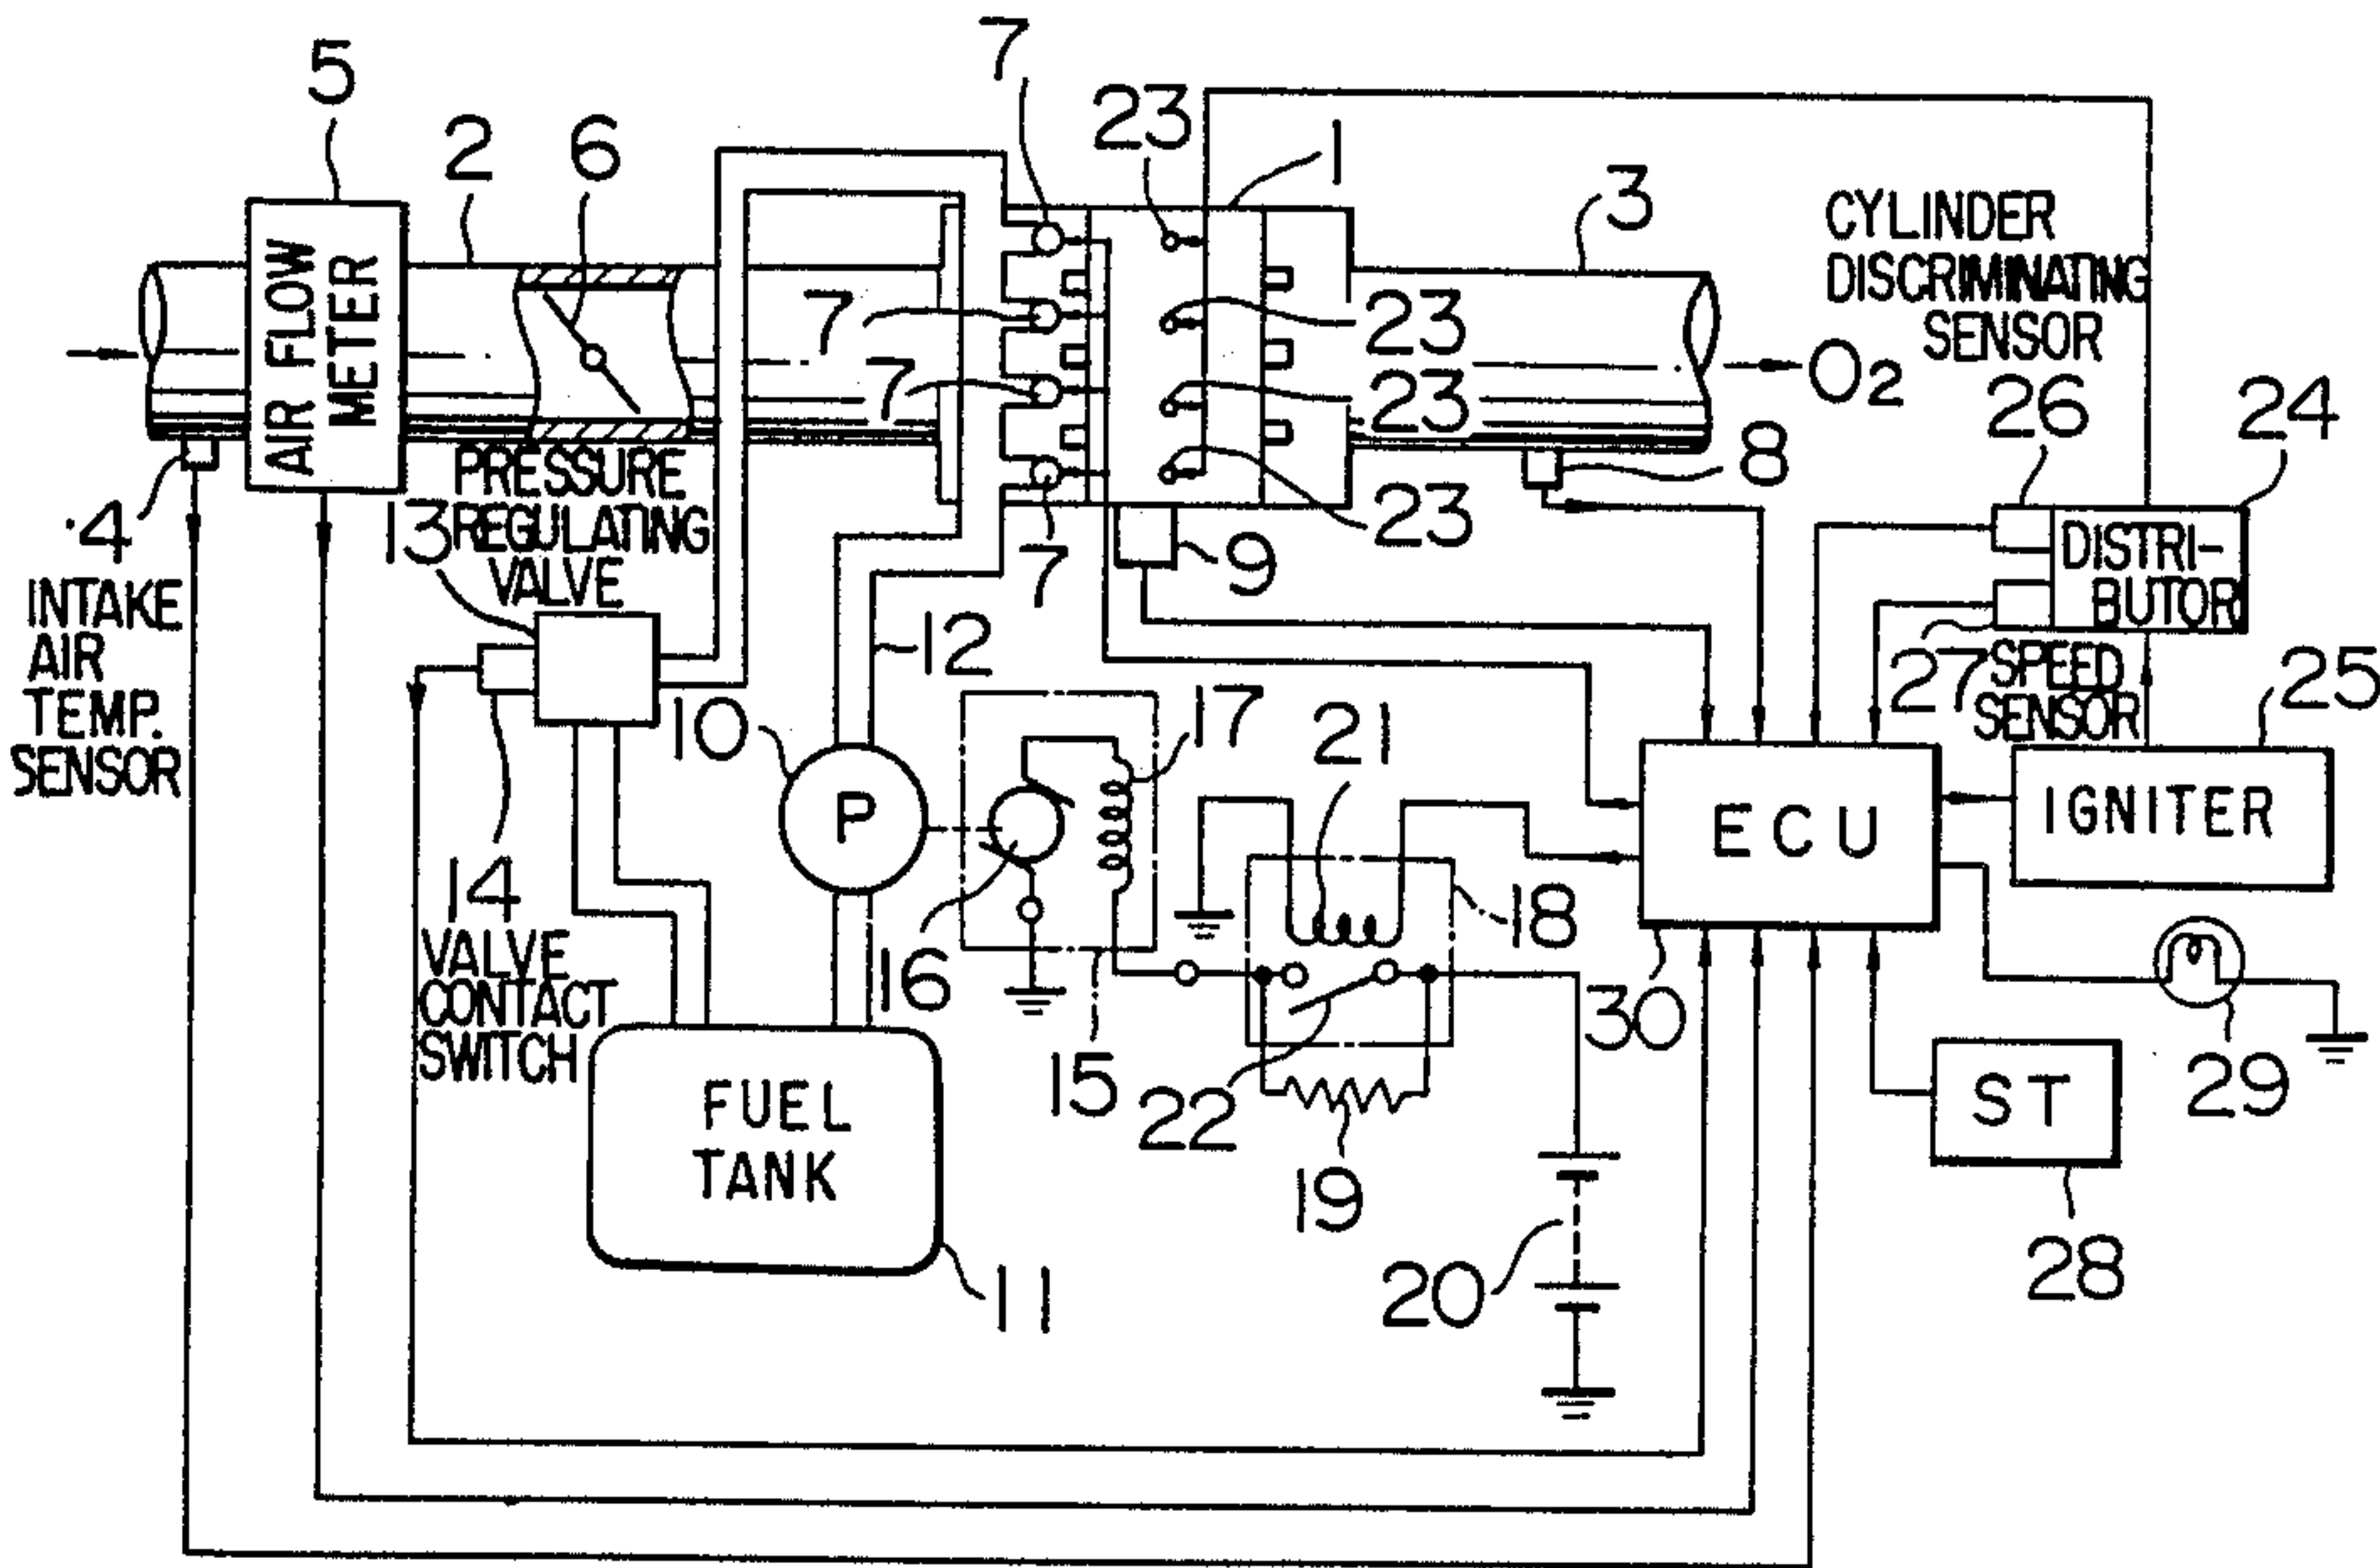 5
2
6
7
23
1
3
CYLINDER
DISCRIMINATING
SENSOR
AIR FLOW
METER
7
7
23
23
23
O2
26
24
8
4
INTAKE
AIR
TEMP.
SENSOR
13
PRESSURE
REGULATING
VALVE
7
9
12
DISTRI-
BUTOR
27
SPEED
SENSOR
25
10
17
21
P
ECU
IGNITER
14
VALVE
CONTACT
SWITCH
16
15
18
30
22
19
29
FUEL
TANK
ST
11
20
28